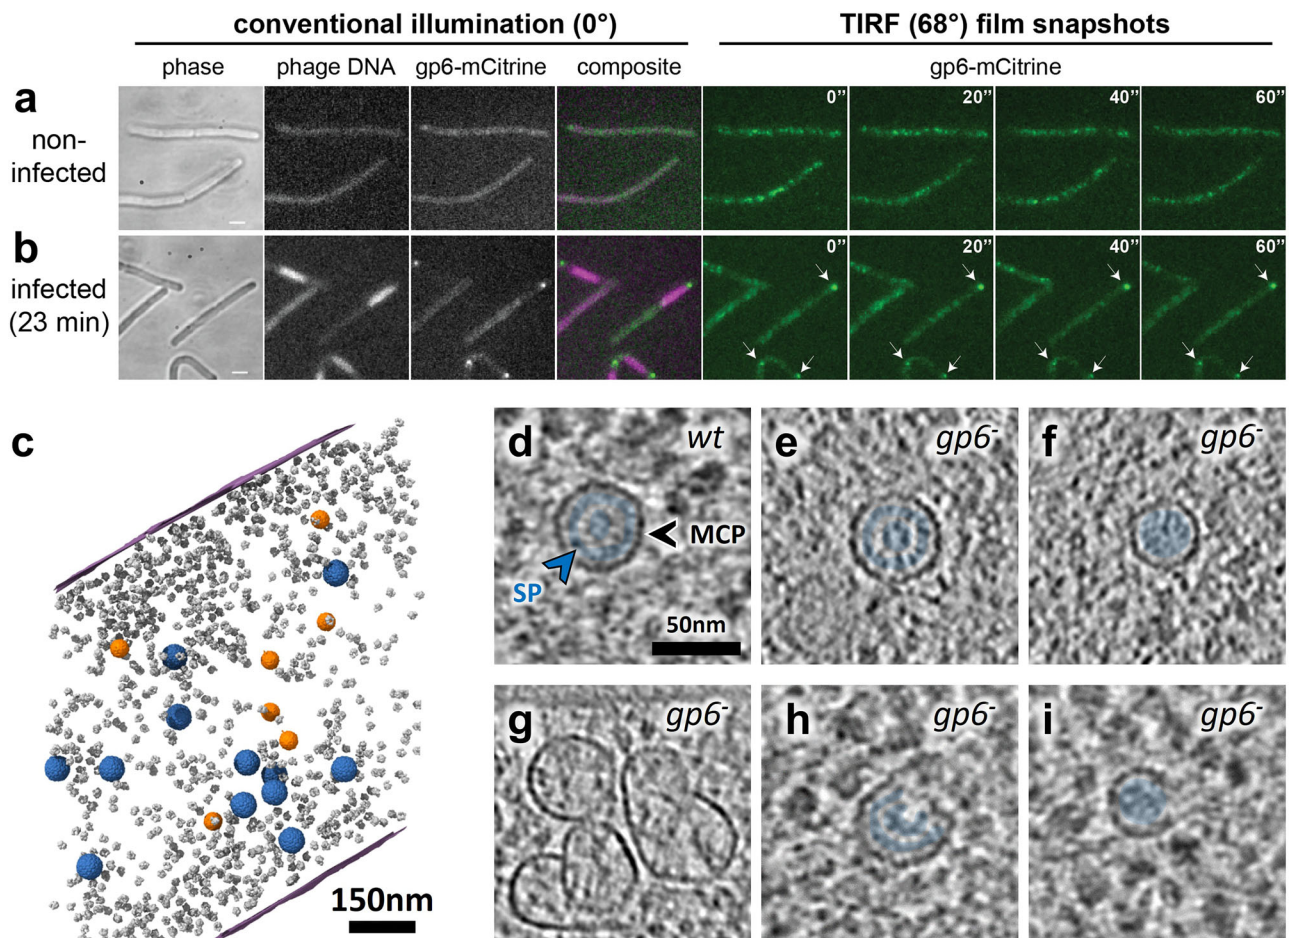 conventional illumination (0°)
TIRF (68°) film snapshots
phase
phage DNA
gp6-mCitrine
composite
gp6-mCitrine
a
non-
infected
0”
20”
40”
60”
b
infected
(23 min)
0”
20”
40”
60”
c
150nm
d
wt
MCP
SP
50nm
e
gp6-
f
gp6-
g
gp6-
h
gp6-
i
gp6-